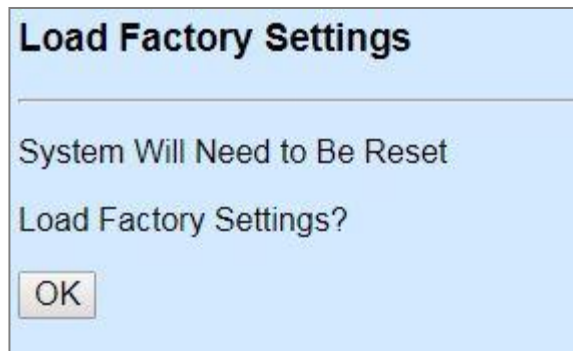 Load Factory Settings
System Will Need to Be Reset
Load Factory Settings?
OK